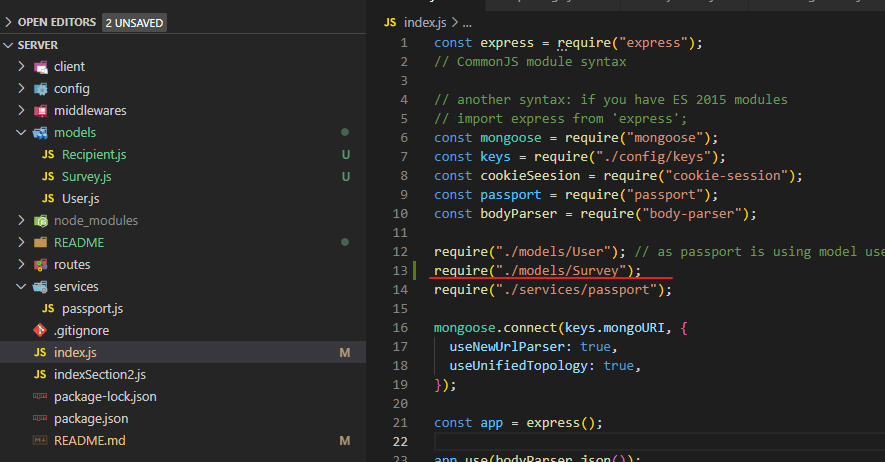 OPEN EDITORS 2 UNSAVED
SERVER
client
config
middlewares
models
JS Recipient.js U
JS Survey.js U
JS User.js
node_modules
README
routes
services
JS passport.js
.gitignore
JS index.js M
JS indexSection2.js
package-lock.json
package.json
README.md M
JS index.js > ...
1 const express = require("express");
2 // CommonJS module syntax
3
4 // another syntax: if you have ES 2015 modules
5 // import express from 'express';
6 const mongoose = require("mongoose");
7 const keys = require("./config/keys");
8 const cookieSeesion = require("cookie-session");
9 const passport = require("passport");
10 const bodyParser = require("body-parser");
11
12 require("./models/User"); // as passport is using model use
13 require("./models/Survey");
14 require("./services/passport");
15
16 mongoose.connect(keys.mongoURI, {
17 useNewUrlParser: true,
18 useUnifiedTopology: true,
19 });
20
21 const app = express();
22
23 app.use(bodyParser.json());